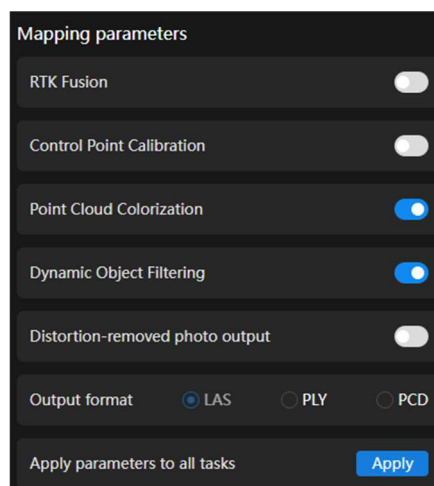 Mapping parameters
RTK Fusion
Control Point Calibration
Point Cloud Colorization
Dynamic Object Filtering
Distortion-removed photo output
Output format LAS PLY PCD
Apply parameters to all tasks Apply